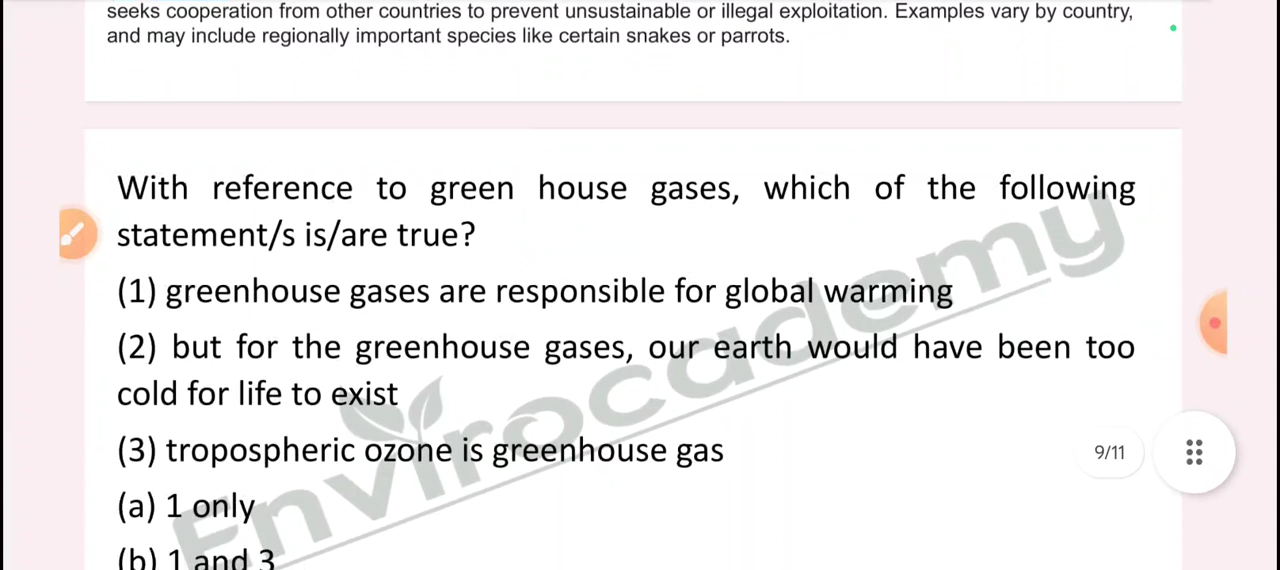 seeks cooperation from other countries to prevent unsustainable or illegal exploitation. Examples vary by country,
and may include regionally important species like certain snakes or parrots.
With reference to green house gases, which of the following
statement/s is/are true?
(1) greenhouse gases are responsible for global warming
(2) but for the greenhouse gases, our earth would have been too
cold for life to exist
(3) tropospheric ozone is greenhouse gas
9/11
(a) 1 only
(b) 1 and 3
Envirocademy